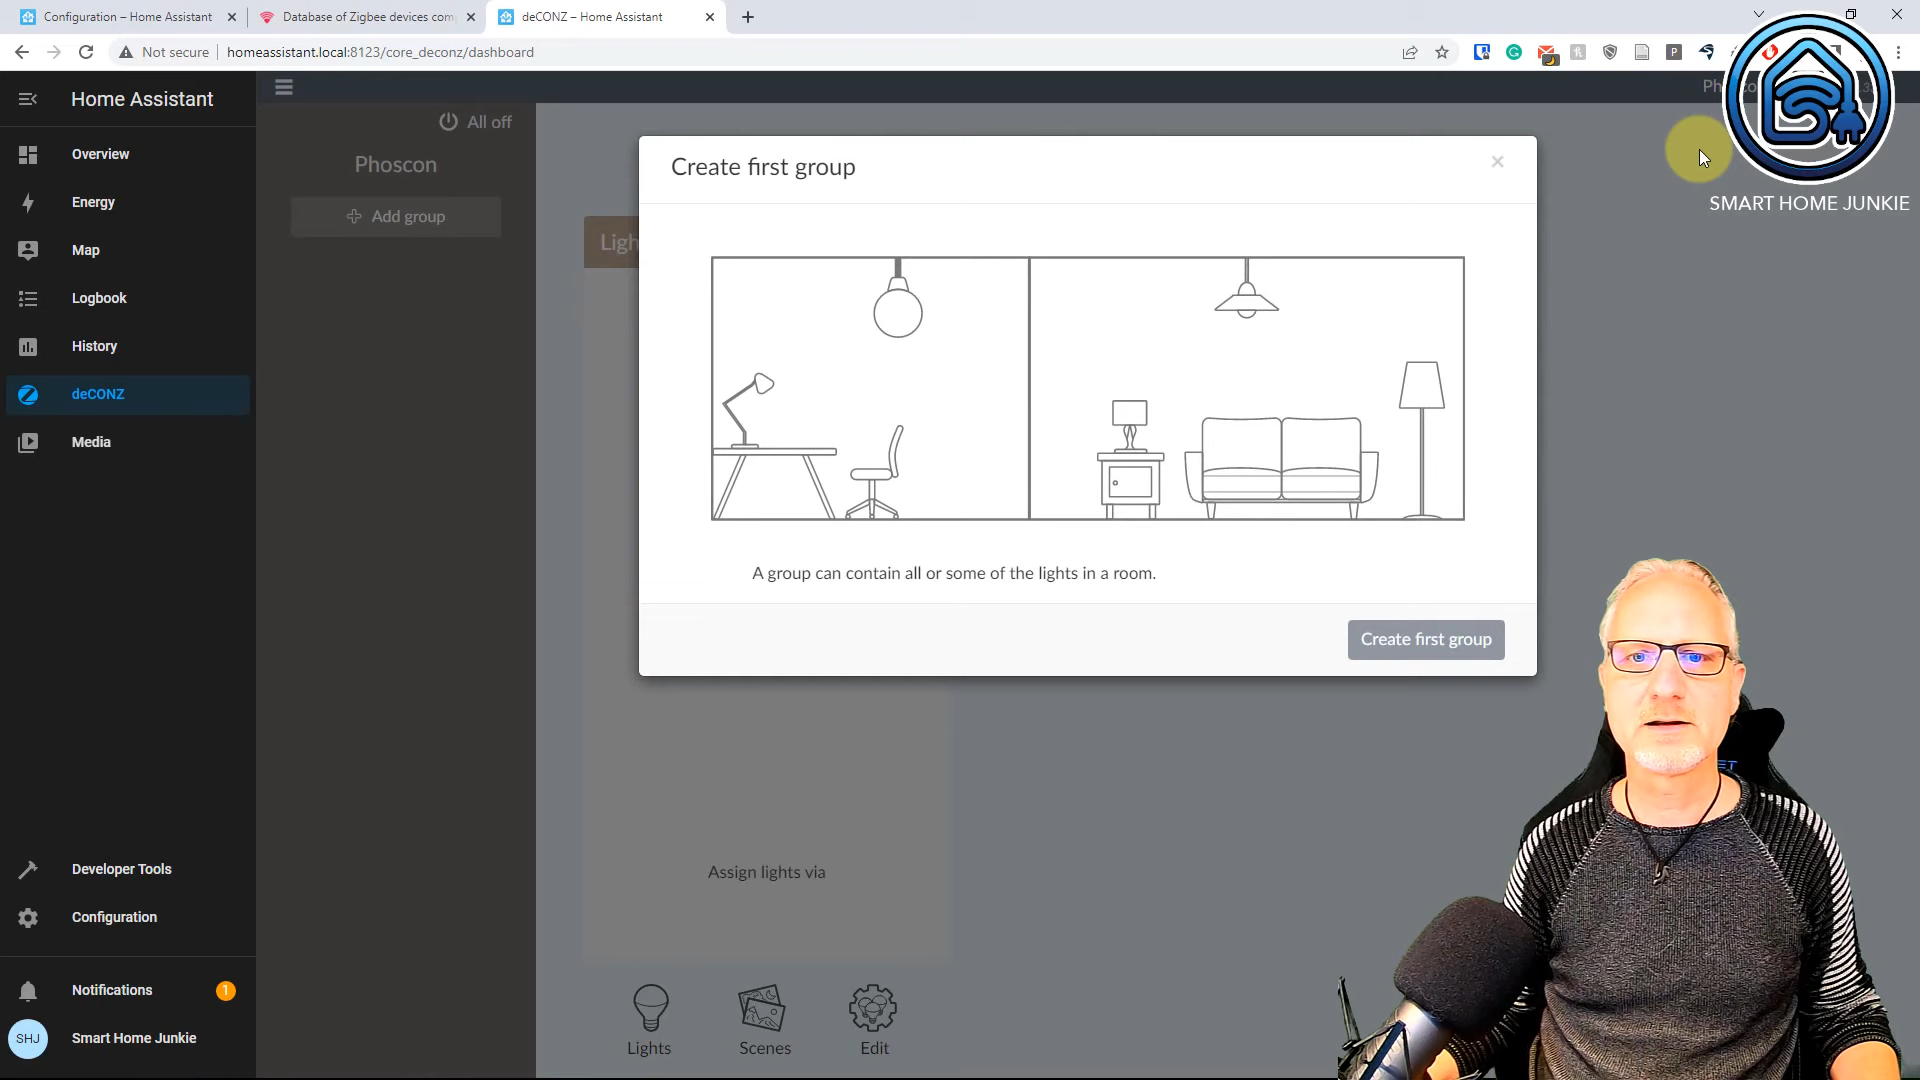 Configuration – Home Assistant
Database of Zigbee devices com
deCONZ – Home Assistant
Not secure
homeassistant.local:8123/core_deconz/dashboard
Home Assistant
Overview
Energy
Map
Logbook
History
deCONZ
Media
Developer Tools
Configuration
Notifications
1
SHJ
Smart Home Junkie
All off
Phoscon
Add group
Ligh
Create first group
A group can contain all or some of the lights in a room.
Create first group
Assign lights via
Lights
Scenes
Edit
SMART HOME JUNKIE